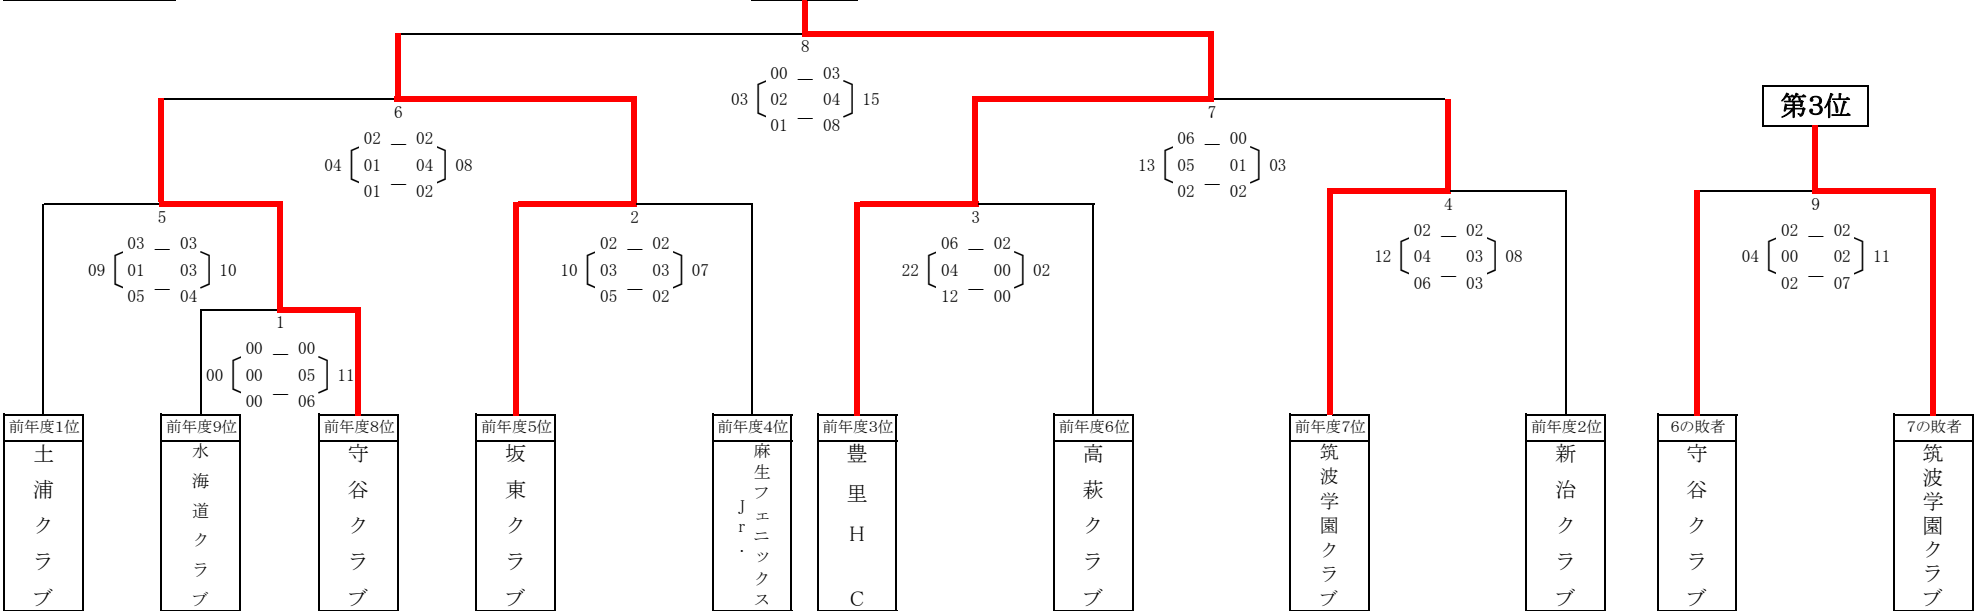 8
00 — 03
03 02 04 15
01 — 08
6
02 — 02
04 01 04 08
01 — 02
7
06 — 00
13 05 01 03
02 — 02
第3位
5
03 — 03
09 01 03 10
05 — 04
2
02 — 02
10 03 03 07
05 — 02
3
06 — 02
22 04 00 02
12 — 00
4
02 — 02
12 04 03 08
06 — 03
9
02 — 02
04 00 02 11
02 — 07
1
00 — 00
00 00 05 11
00 — 06
前年度1位
土浦クラブ
前年度9位
水海道クラブ
前年度8位
守谷クラブ
前年度5位
坂東クラブ
前年度4位
麻生フェニックス
Jr.
前年度3位
豊里HC
前年度6位
高萩クラブ
前年度7位
筑波学園クラブ
前年度2位
新治クラブ
6の敗者
守谷クラブ
7の敗者
筑波学園クラブ